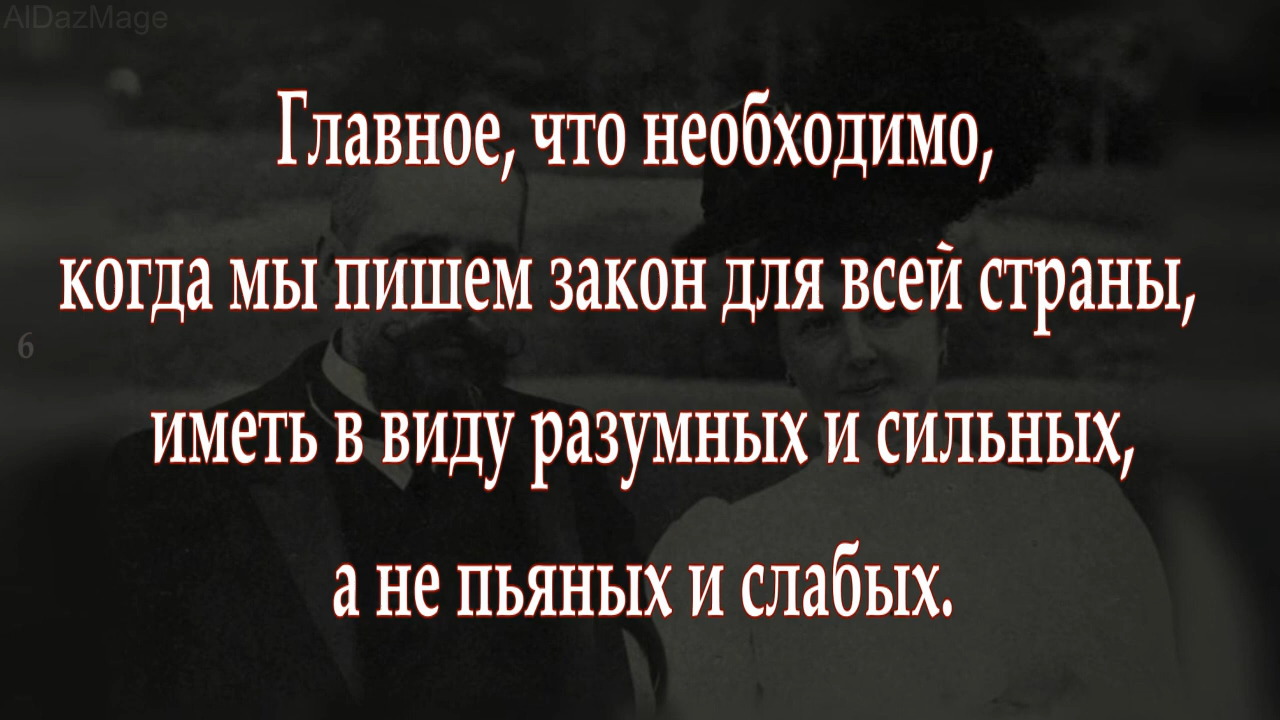 AlDazMage
Главное, что необходимо,
когда мы пишем закон для всей страны,
6
иметь в виду разумных и сильных,
а не пьяных и слабых.